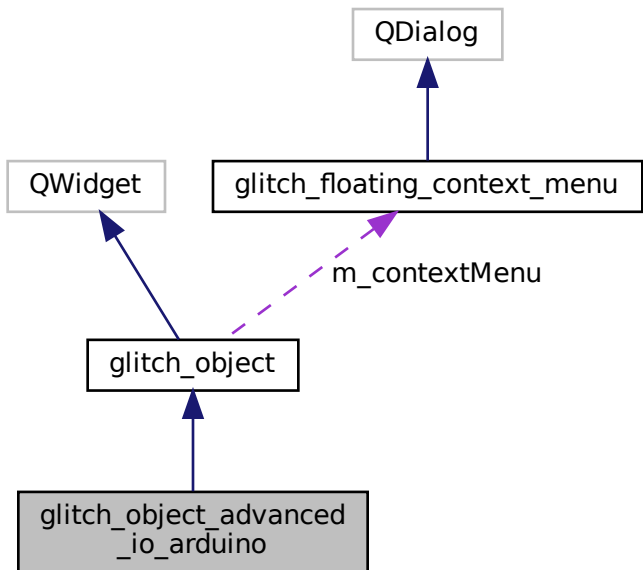 QDialog
QWidget
glitch_floating_context_menu
m_contextMenu
glitch_object
glitch_object_advanced
_io_arduino